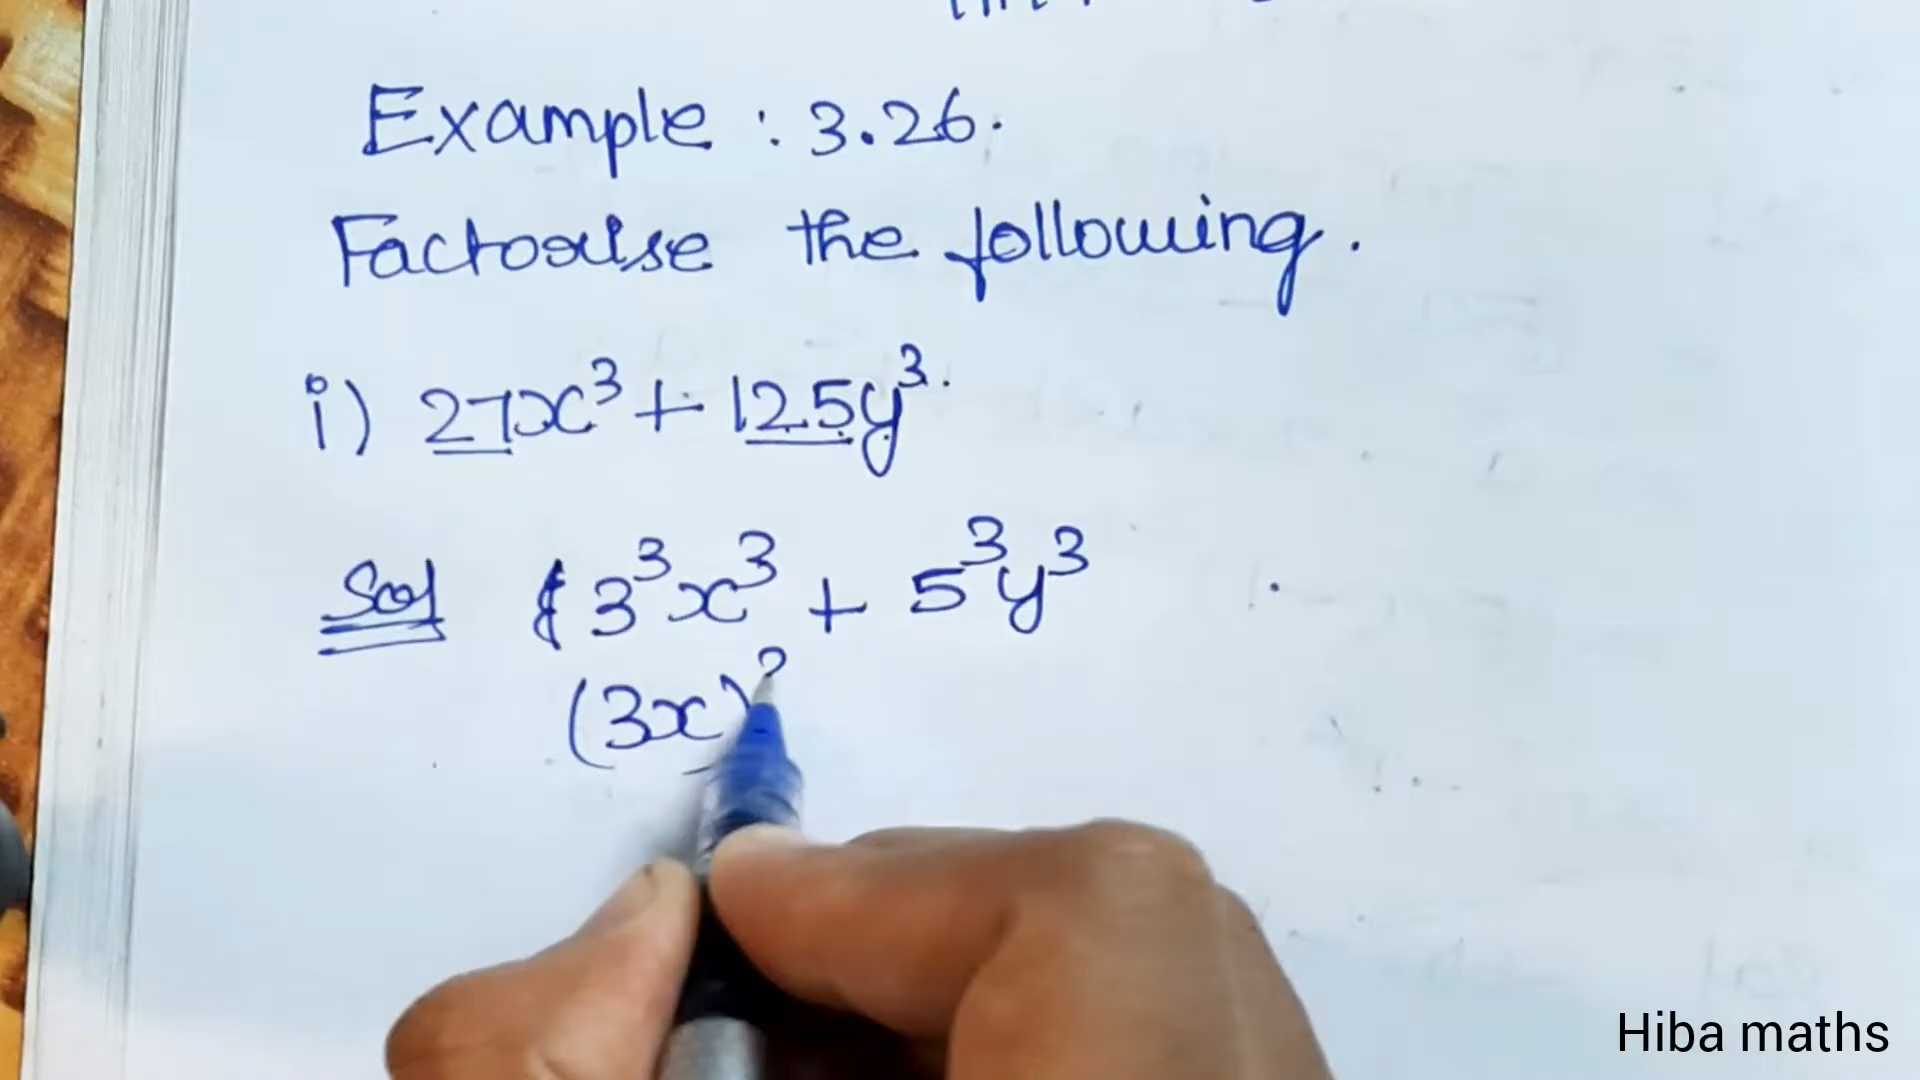 Example : 3.26.
Factorise the following.
i) 27x³ + 125y³.
Sol 3³x³ + 5³y³
(3x)³
Hiba maths